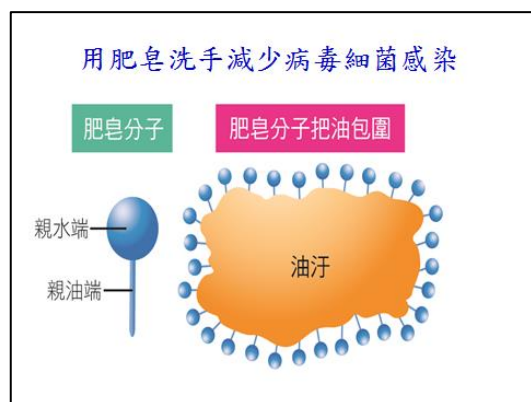 用肥皂洗手減少病毒細菌感染
肥皂分子
肥皂分子把油包圍
親水端
親油端
油汙